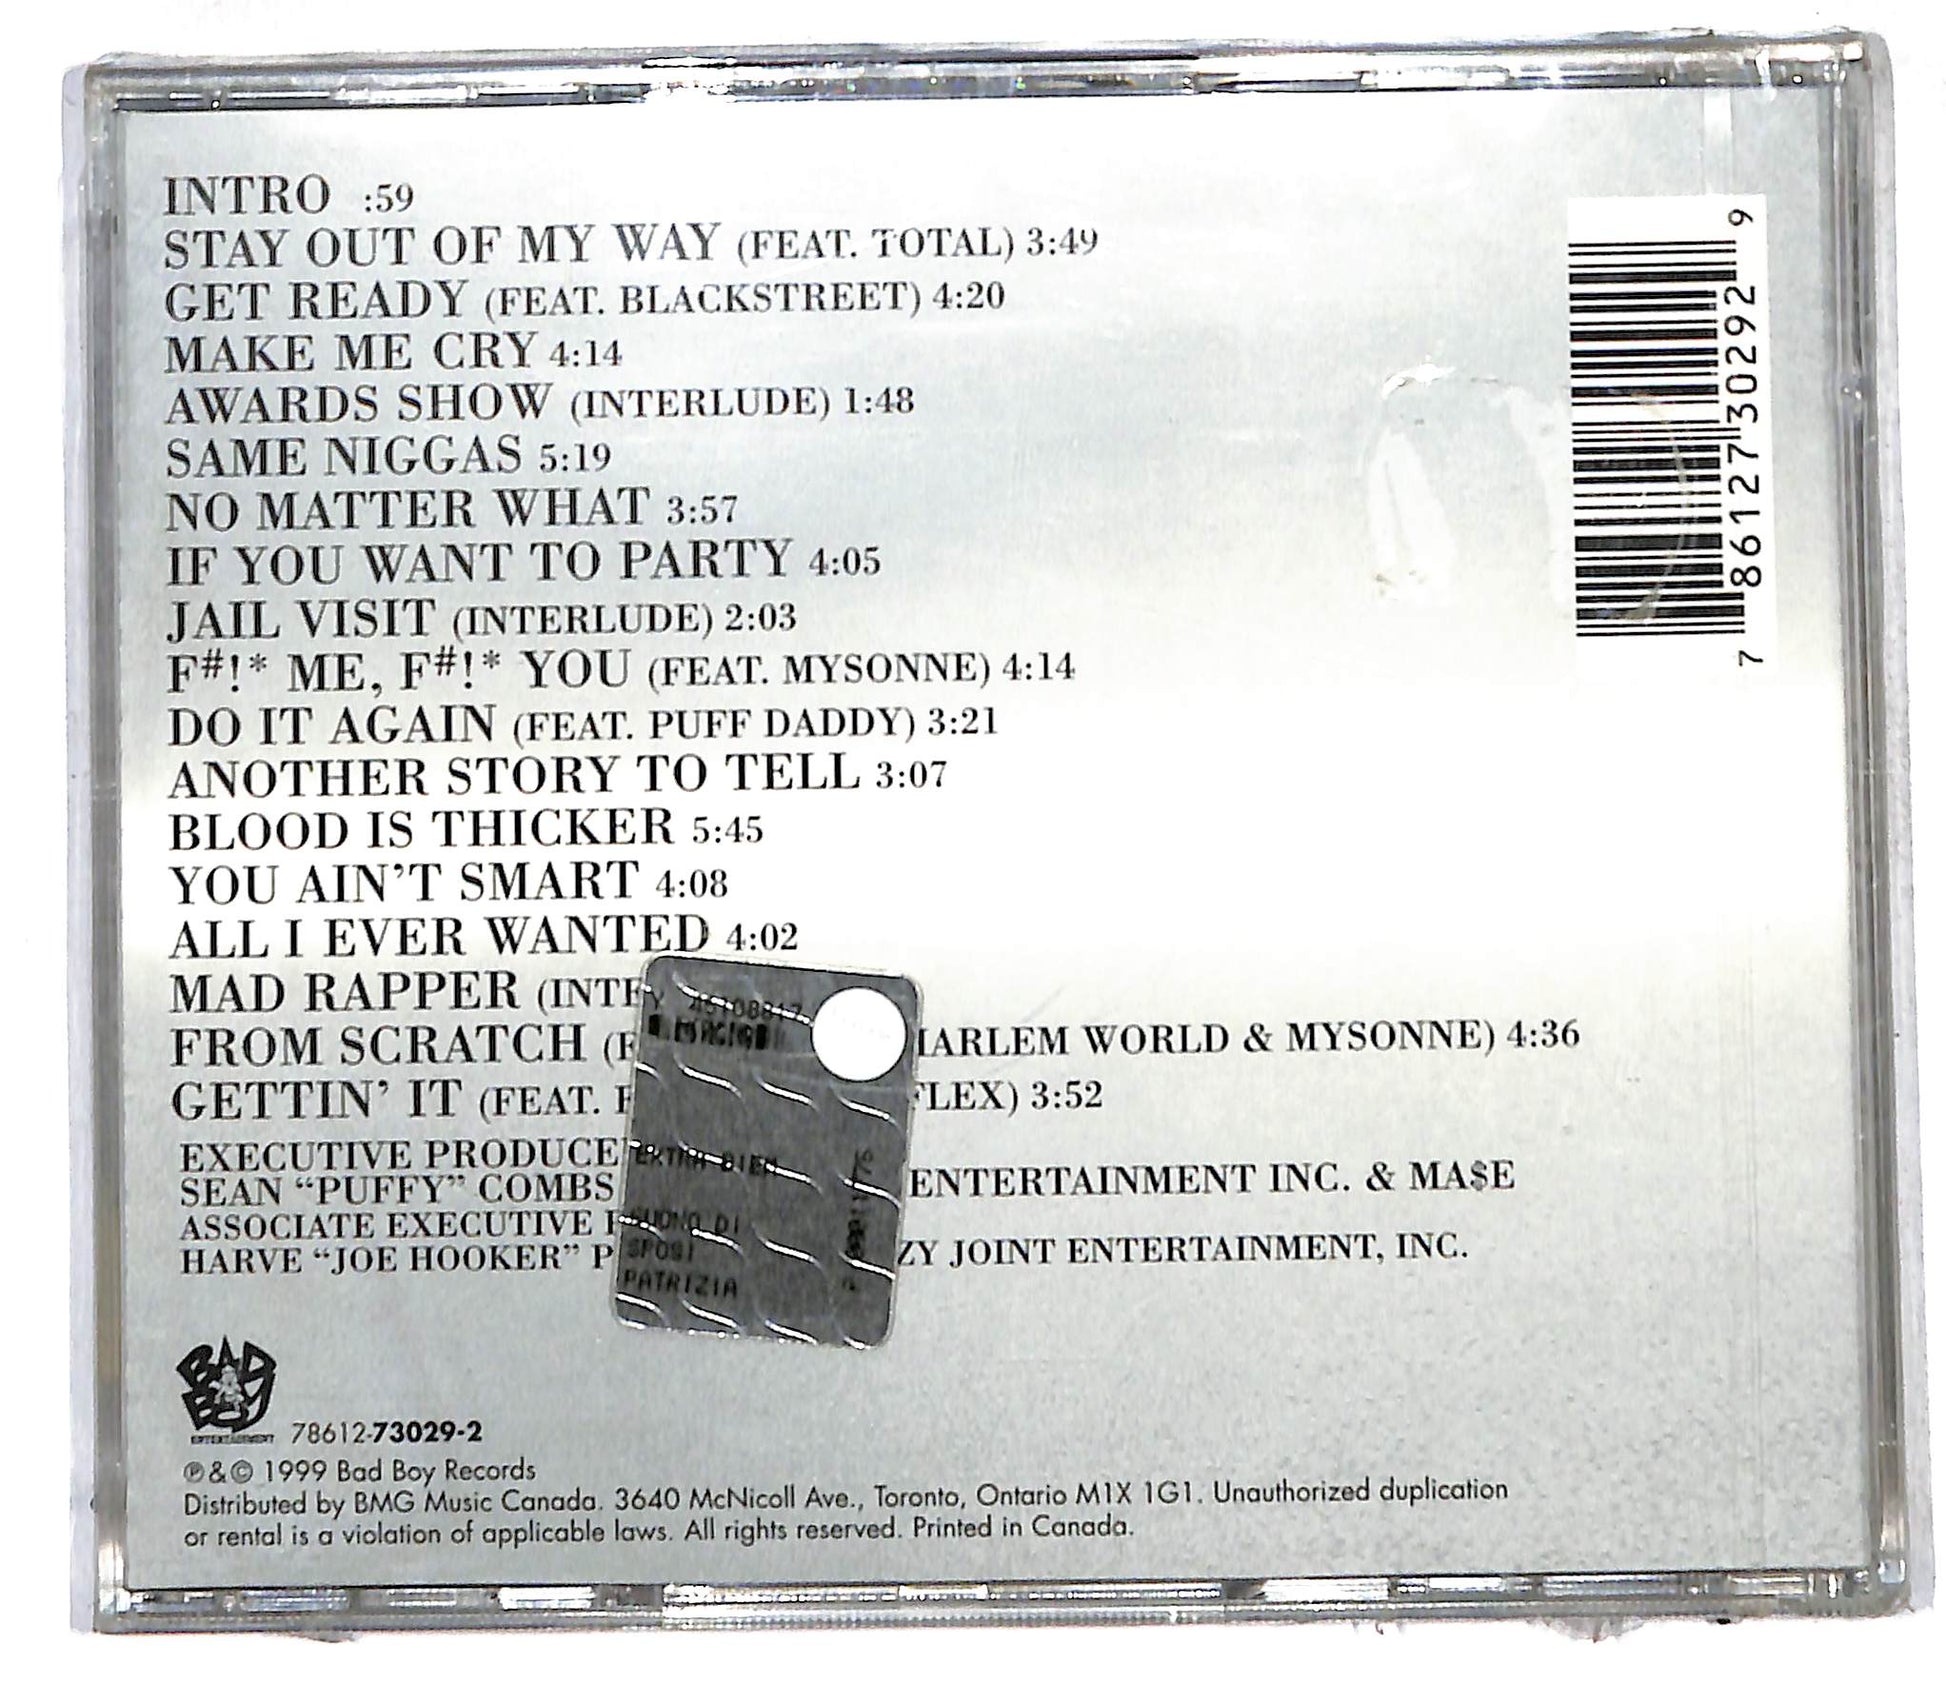 INTRO :59
STAY OUT OF MY WAY (FEAT. TOTAL) 3:49
GET READY (FEAT. BLACKSTREET) 4:20
MAKE ME CRY 4:14
AWARDS SHOW (INTERLUDE) 1:48
SAME NIGGAS 5:19
NO MATTER WHAT 3:57
IF YOU WANT TO PARTY 4:05
JAIL VISIT (INTERLUDE) 2:03
F#!* ME, F#!* YOU (FEAT. MYSONNE) 4:14
DO IT AGAIN (FEAT. PUFF DADDY) 3:21
ANOTHER STORY TO TELL 3:07
BLOOD IS THICKER 5:45
YOU AIN'T SMART 4:08
ALL I EVER WANTED 4:02
MAD RAPPER
FROM SCRATCH HARLEM WORLD & MYSONNE) 4:36
GETTIN' IT (FEAT. FLEX) 3:52
EXECUTIVE
SEAN "PUFFY" COMBS ENTERTAINMENT INC. & MA$E
ASSOCIATE EXECUTIVE
HARVE "JOE HOOKER" JOINT ENTERTAINMENT, INC.
SUONO DI
PATRIZIA
BAD BOY
ENTERTAINMENT
78612-73029-2
℗&© 1999 Bad Boy Records
Distributed by BMG Music Canada. 3640 McNicoll Ave., Toronto, Ontario M1X 1G1. Unauthorized duplication
or rental is a violation of applicable laws. All rights reserved. Printed in Canada.
7 8612730292 9